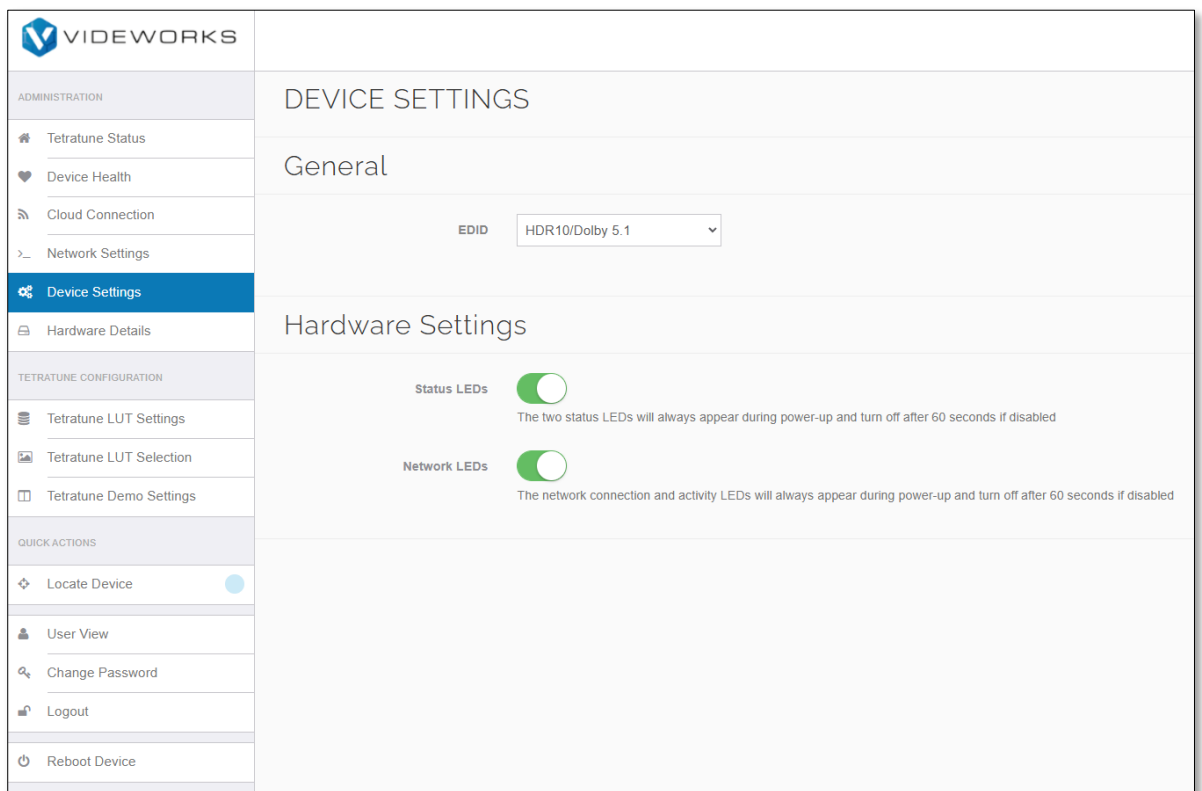 VIDEWORKS
ADMINISTRATION
Tetratune Status
Device Health
Cloud Connection
Network Settings
Device Settings
Hardware Details
TETRATUNE CONFIGURATION
Tetratune LUT Settings
Tetratune LUT Selection
Tetratune Demo Settings
QUICK ACTIONS
Locate Device
User View
Change Password
Logout
Reboot Device
DEVICE SETTINGS
General
EDID HDR10/Dolby 5.1
Hardware Settings
Status LEDs
The two status LEDs will always appear during power-up and turn off after 60 seconds if disabled
Network LEDs
The network connection and activity LEDs will always appear during power-up and turn off after 60 seconds if disabled